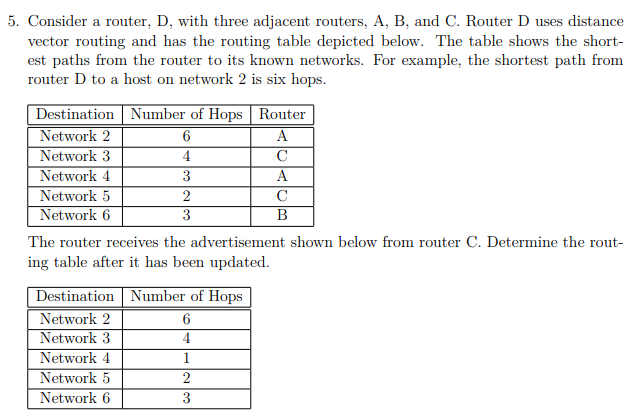 5. Consider a router, D, with three adjacent routers, A, B, and C. Router D uses distance
vector routing and has the routing table depicted below. The table shows the short-
est paths from the router to its known networks. For example, the shortest path from
router D to a host on network 2 is six hops.
Destination Number of Hops Router
Network 2 6 A
Network 3 4 C
Network 4 3 A
Network 5 2 C
Network 6 3 B
The router receives the advertisement shown below from router C. Determine the rout-
ing table after it has been updated.
Destination Number of Hops
Network 2 6
Network 3 4
Network 4 1
Network 5 2
Network 6 3